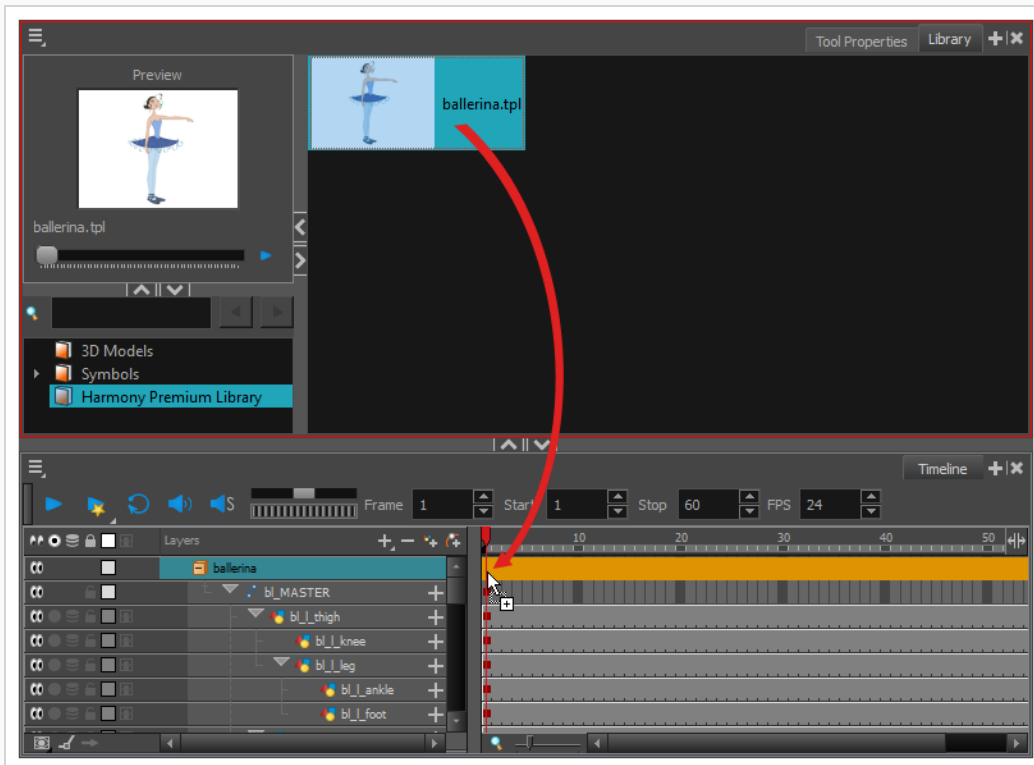 Tool Properties
Library
Preview
ballerina.tpl
ballerina.tpl
3D Models
Symbols
Harmony Premium Library
Timeline
S
Frame 1 Start 1 Stop 60 FPS 24
Layers
10 20 30 40 50
ballerina
bl_MASTER
bl_l_thigh
bl_l_knee
bl_l_leg
bl_l_ankle
bl_l_foot